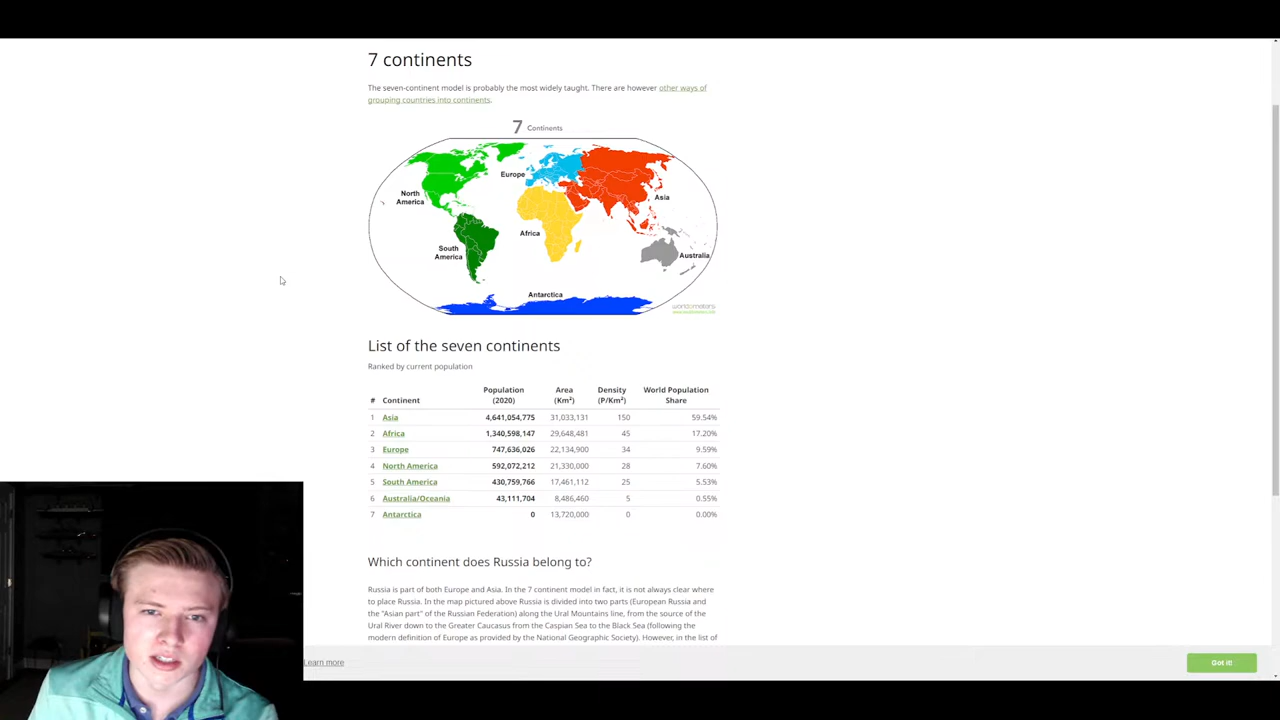 7 continents
The seven-continent model is probably the most widely taught. There are however other ways of
grouping countries into continents.
7 Continents
North
America
Europe
Asia
Africa
South
America
Australia
Antarctica
worldometers
List of the seven continents
Ranked by current population
# Continent Population (2020) Area (Km²) Density (P/Km²) World Population Share
1 Asia 4,641,054,775 31,033,131 150 59.54%
2 Africa 1,340,598,147 29,648,481 45 17.20%
3 Europe 747,636,026 22,134,900 34 9.59%
4 North America 592,072,212 21,330,000 28 7.60%
5 South America 430,759,766 17,461,112 25 5.53%
6 Australia/Oceania 43,111,704 8,486,460 5 0.55%
7 Antarctica 0 13,720,000 0 0.00%
Which continent does Russia belong to?
Russia is part of both Europe and Asia. In the 7 continent model in fact, it is not always clear where
to place Russia. In the map pictured above Russia is divided into two parts (European Russia and
the "Asian part" of the Russian Federation) along the Ural Mountains line, from the source of the
Ural River down to the Greater Caucasus from the Caspian Sea to the Black Sea (following the
modern definition of Europe as provided by the National Geographic Society). However, in the list of
Learn more
Got it!